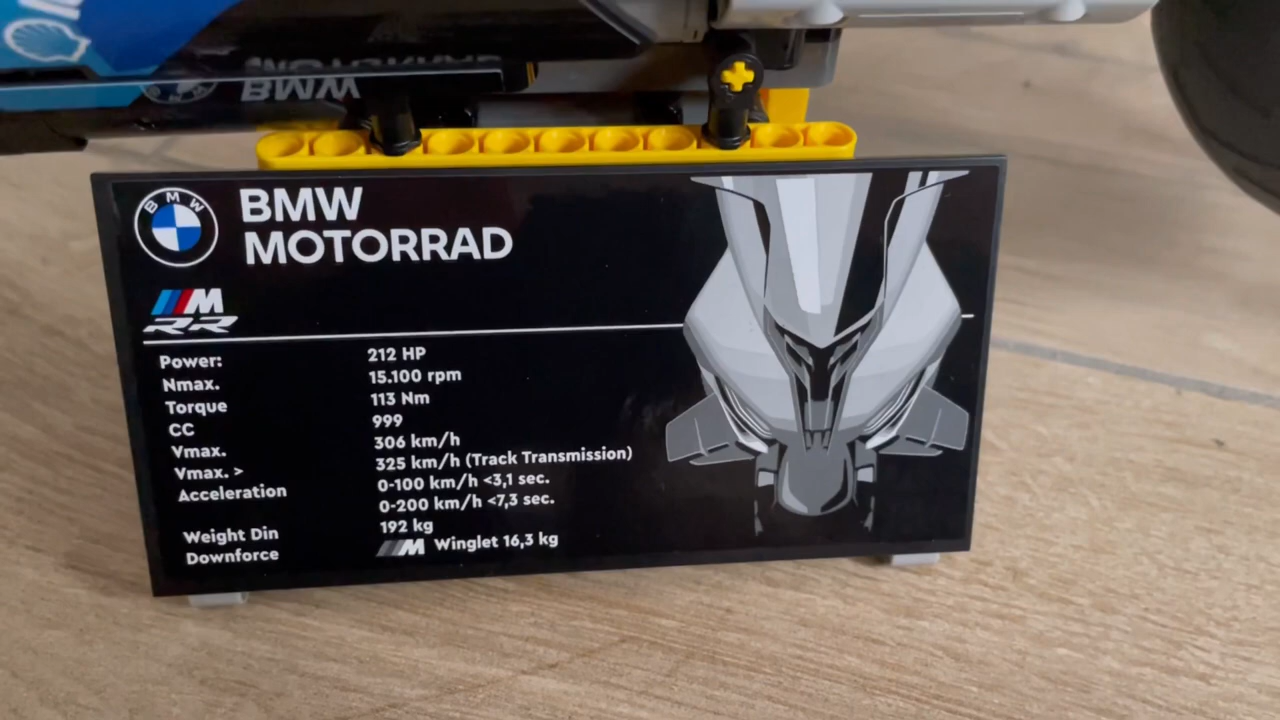 BMW
BMW
MOTORRAD
M
RR
Power: 212 HP
Nmax. 15.100 rpm
Torque 113 Nm
CC 999
Vmax. 306 km/h
Vmax. > 325 km/h (Track Transmission)
Acceleration 0-100 km/h <3,1 sec.
0-200 km/h <7,3 sec.
Weight Din 192 kg
Downforce M Winglet 16,3 kg